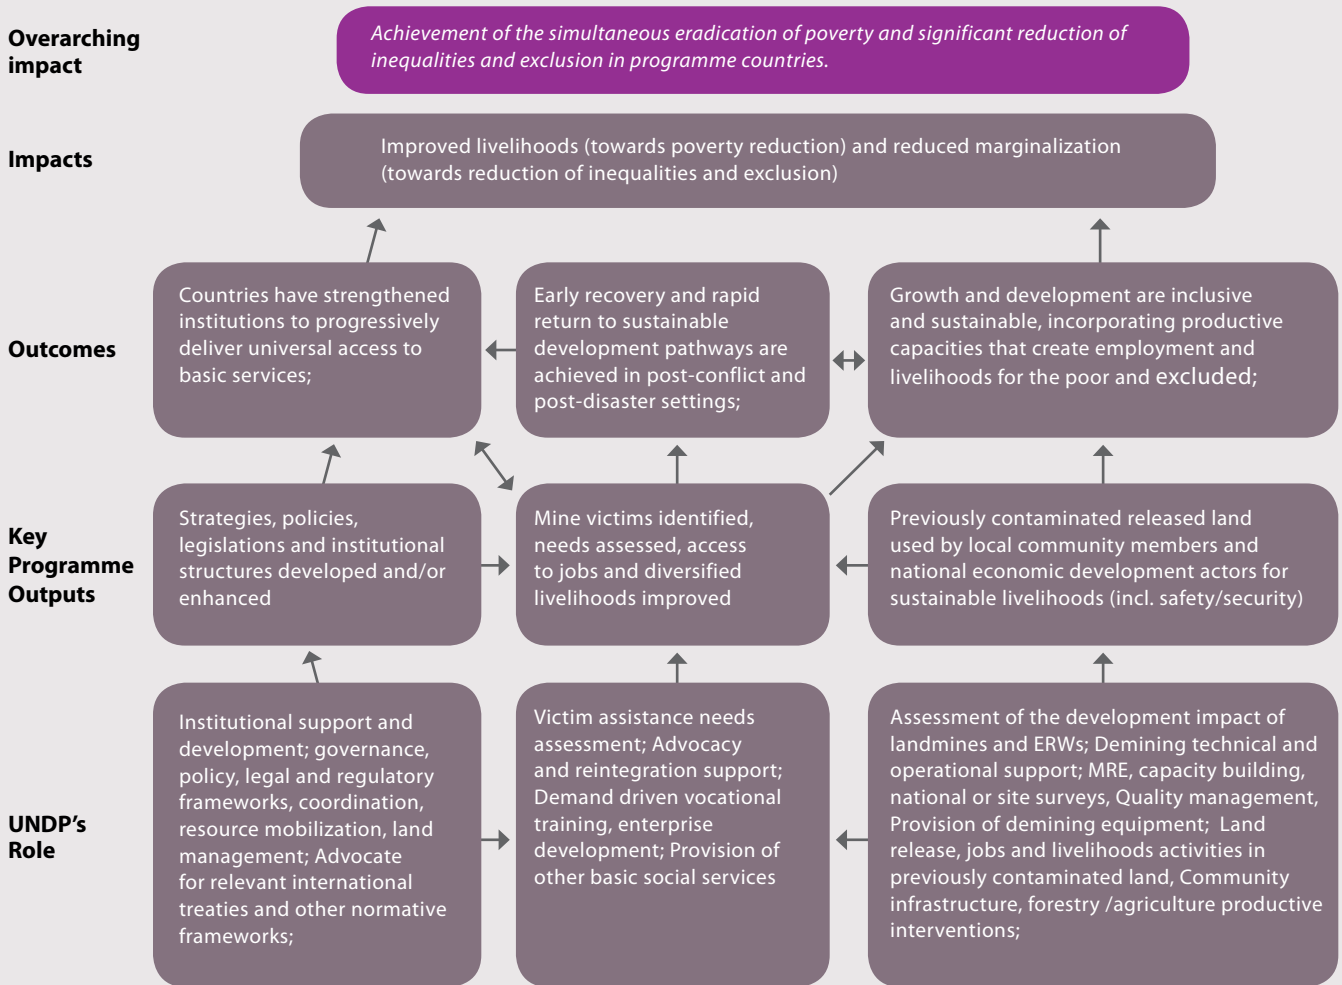 Overarching
impact
Achievement of the simultaneous eradication of poverty and significant reduction of
inequalities and exclusion in programme countries.
Impacts
Improved livelihoods (towards poverty reduction) and reduced marginalization
(towards reduction of inequalities and exclusion)
Outcomes
Countries have strengthened
institutions to progressively
deliver universal access to
basic services;
Early recovery and rapid
return to sustainable
development pathways are
achieved in post-conflict and
post-disaster settings;
Growth and development are inclusive
and sustainable, incorporating productive
capacities that create employment and
livelihoods for the poor and excluded;
Key
Programme
Outputs
Strategies, policies,
legislations and institutional
structures developed and/or
enhanced
Mine victims identified,
needs assessed, access
to jobs and diversified
livelihoods improved
Previously contaminated released land
used by local community members and
national economic development actors for
sustainable livelihoods (incl. safety/security)
UNDP's
Role
Institutional support and
development; governance,
policy, legal and regulatory
frameworks, coordination,
resource mobilization, land
management; Advocate
for relevant international
treaties and other normative
frameworks;
Victim assistance needs
assessment; Advocacy
and reintegration support;
Demand driven vocational
training, enterprise
development; Provision of
other basic social services
Assessment of the development impact of
landmines and ERWs; Demining technical and
operational support; MRE, capacity building,
national or site surveys, Quality management,
Provision of demining equipment; Land
release, jobs and livelihoods activities in
previously contaminated land, Community
infrastructure, forestry /agriculture productive
interventions;